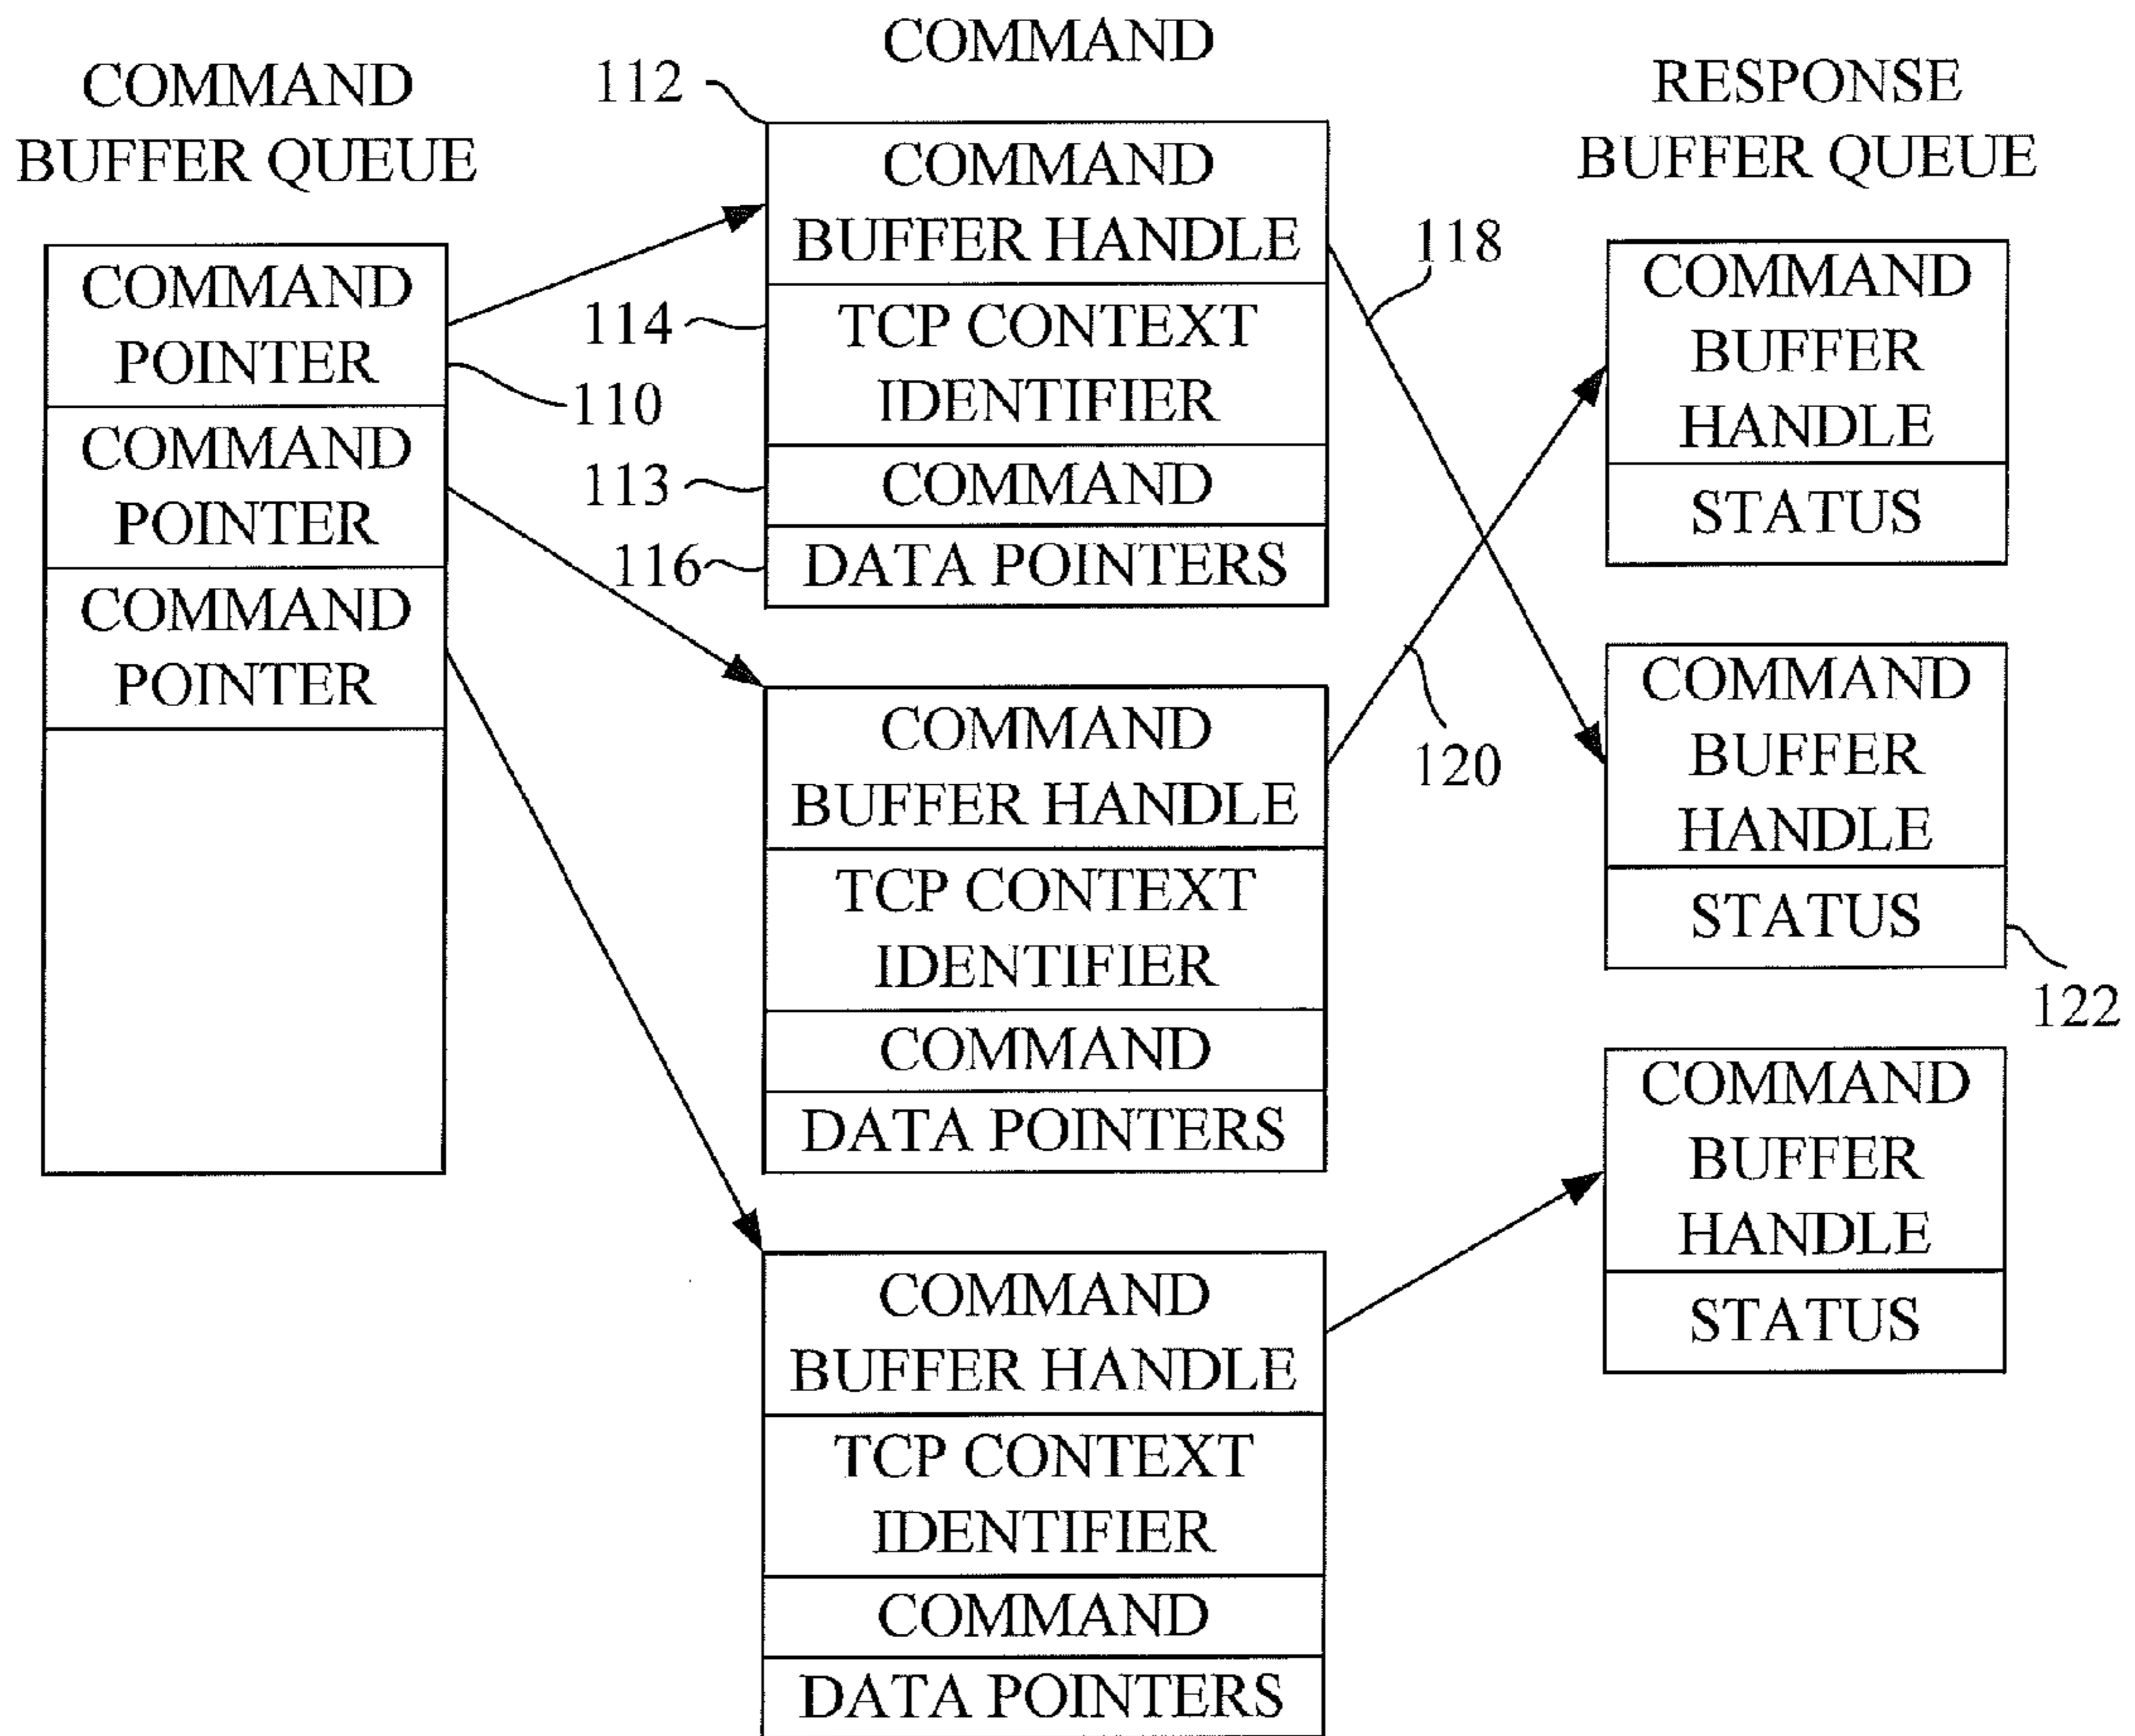 COMMAND
BUFFER QUEUE
COMMAND
POINTER
110
COMMAND
POINTER
COMMAND
POINTER
COMMAND
112
COMMAND
BUFFER HANDLE
114
TCP CONTEXT
IDENTIFIER
113
COMMAND
116
DATA POINTERS
COMMAND
BUFFER HANDLE
TCP CONTEXT
IDENTIFIER
COMMAND
DATA POINTERS
COMMAND
BUFFER HANDLE
TCP CONTEXT
IDENTIFIER
COMMAND
DATA POINTERS
118
120
RESPONSE
BUFFER QUEUE
COMMAND
BUFFER
HANDLE
STATUS
COMMAND
BUFFER
HANDLE
STATUS
122
COMMAND
BUFFER
HANDLE
STATUS